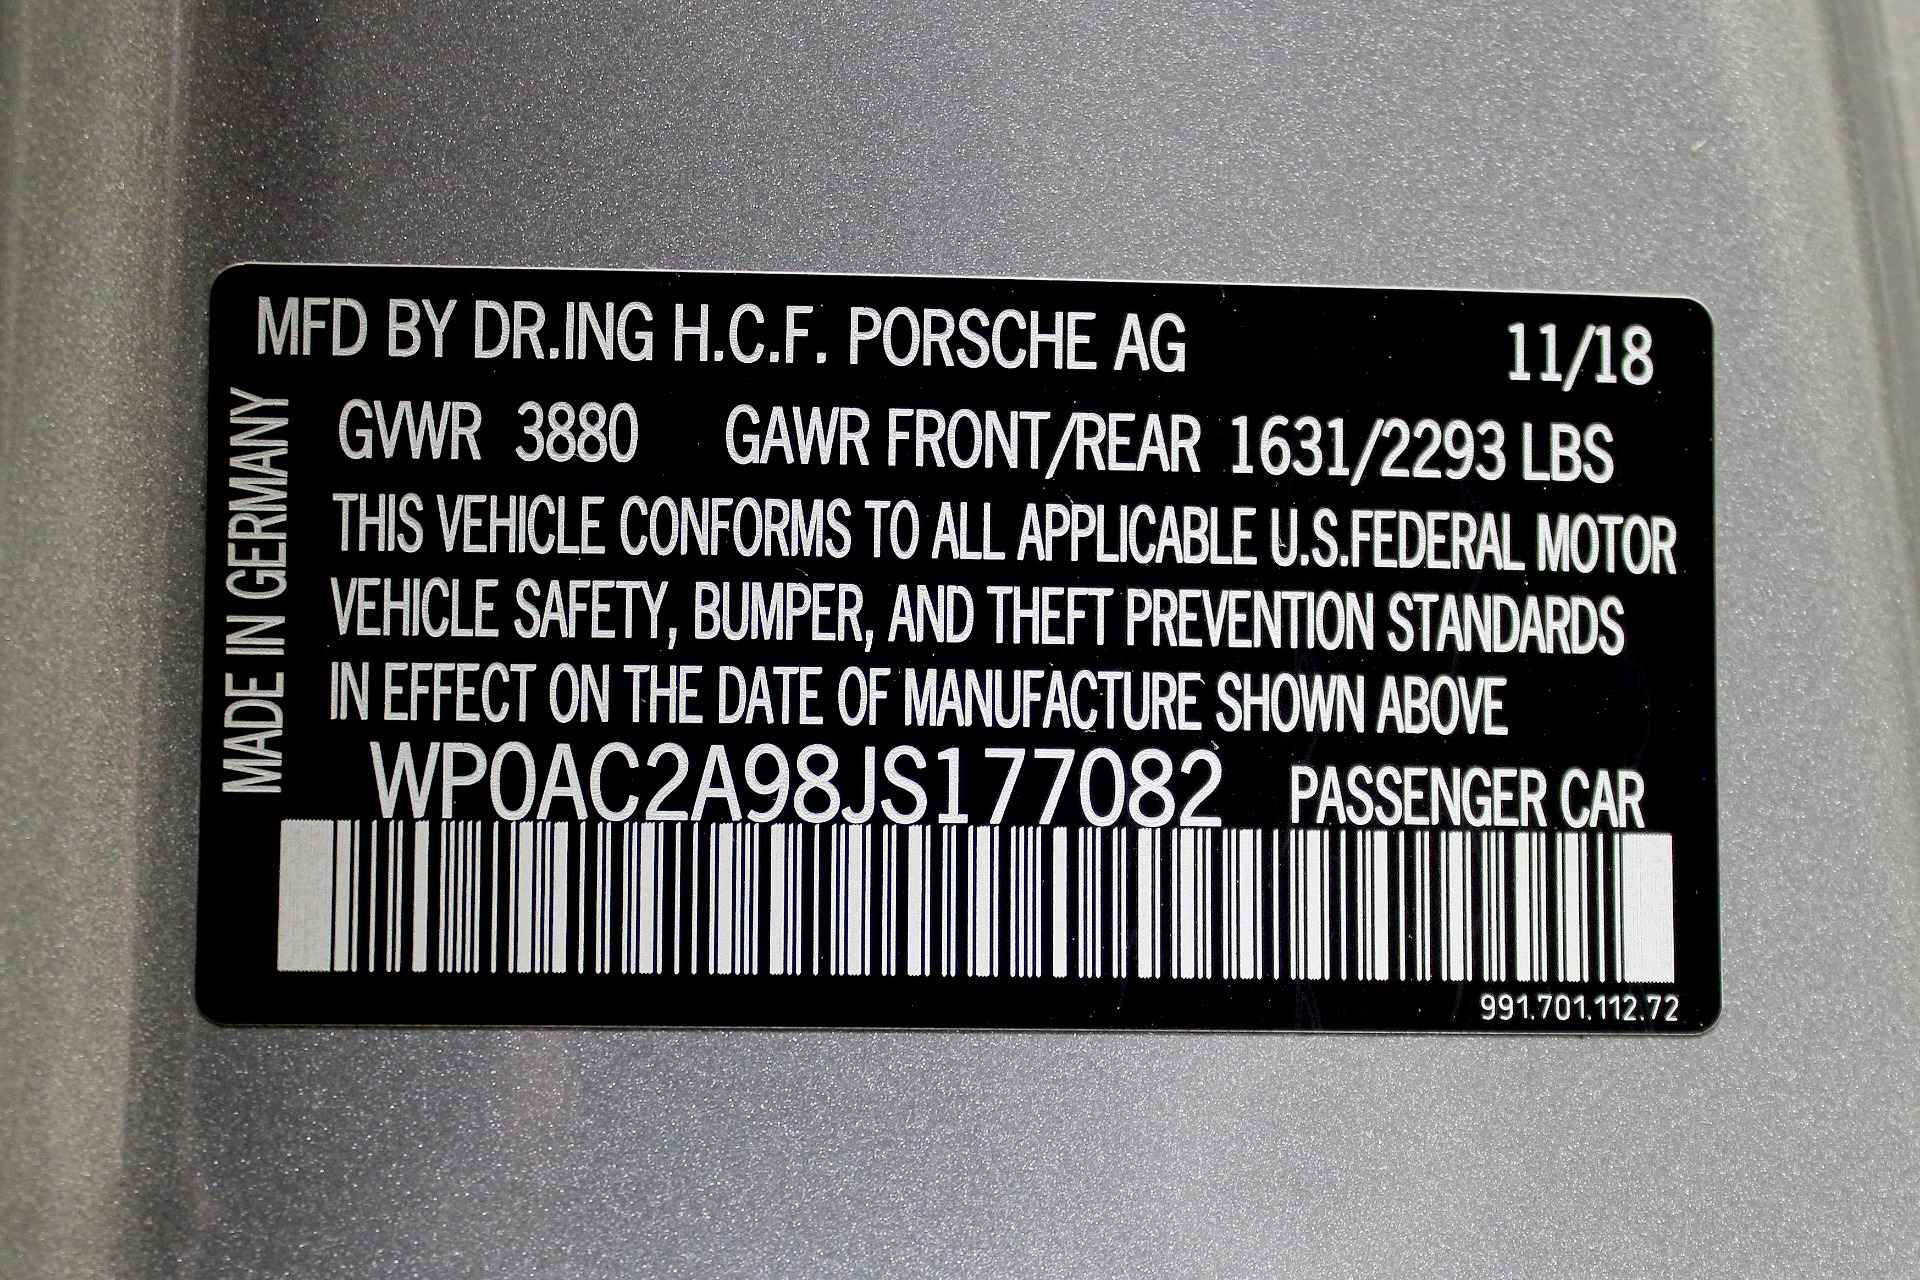 MFD BY DR.ING H.C.F. PORSCHE AG 11/18
MADE IN GERMANY
GVWR 3880 GAWR FRONT/REAR 1631/2293 LBS
THIS VEHICLE CONFORMS TO ALL APPLICABLE U.S.FEDERAL MOTOR
VEHICLE SAFETY, BUMPER, AND THEFT PREVENTION STANDARDS
IN EFFECT ON THE DATE OF MANUFACTURE SHOWN ABOVE
WP0AC2A98JS177082 PASSENGER CAR
991.701.112.72